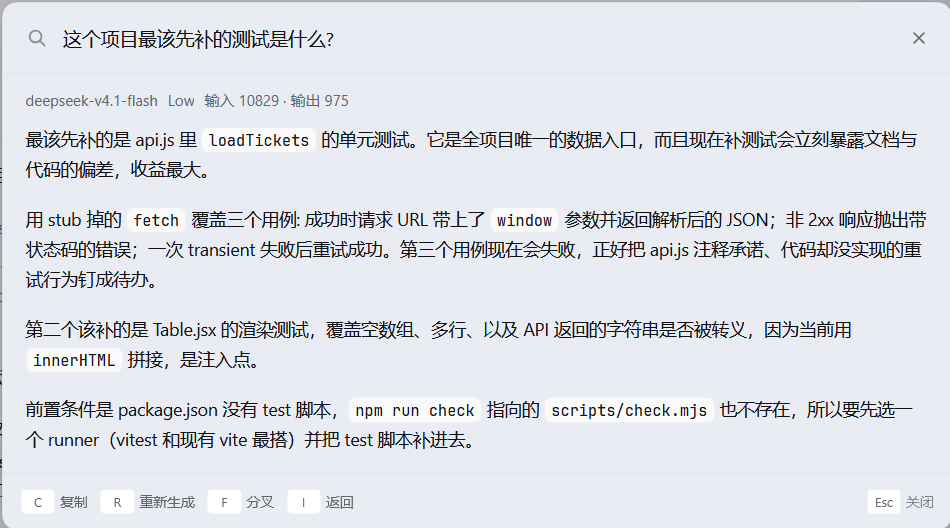 这个项目最该先补的测试是什么?
deepseek-v4.1-flash Low 输入 10829 · 输出 975
最该先补的是 api.js 里 loadTickets 的单元测试。它是全项目唯一的数据入口，而且现在补测试会立刻暴露文档与
代码的偏差，收益最大。
用 stub 掉的 fetch 覆盖三个用例: 成功时请求 URL 带上了 window 参数并返回解析后的 JSON；非 2xx 响应抛出带
状态码的错误；一次 transient 失败后重试成功。第三个用例现在会失败，正好把 api.js 注释承诺、代码却没实现的重
试行为钉成待办。
第二个该补的是 Table.jsx 的渲染测试，覆盖空数组、多行、以及 API 返回的字符串是否被转义，因为当前用
innerHTML 拼接，是注入点。
前置条件是 package.json 没有 test 脚本，npm run check 指向的 scripts/check.mjs 也不存在，所以要先选一
个 runner（vitest 和现有 vite 最搭）并把 test 脚本补进去。
C 复制 R 重新生成 F 分叉 I 返回 Esc 关闭